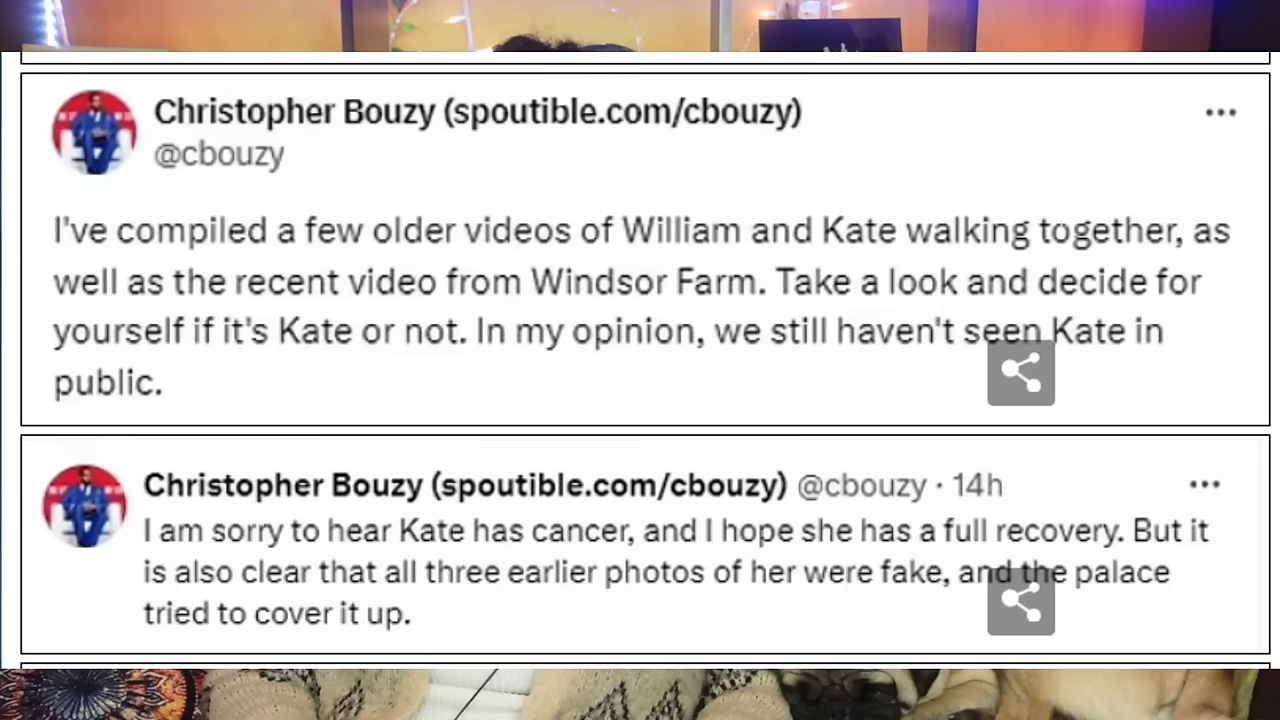 Christopher Bouzy (spoutible.com/cbouzy)
@cbouzy
I've compiled a few older videos of William and Kate walking together, as
well as the recent video from Windsor Farm. Take a look and decide for
yourself if it's Kate or not. In my opinion, we still haven't seen Kate in
public.
Christopher Bouzy (spoutible.com/cbouzy) @cbouzy · 14h
I am sorry to hear Kate has cancer, and I hope she has a full recovery. But it
is also clear that all three earlier photos of her were fake, and the palace
tried to cover it up.